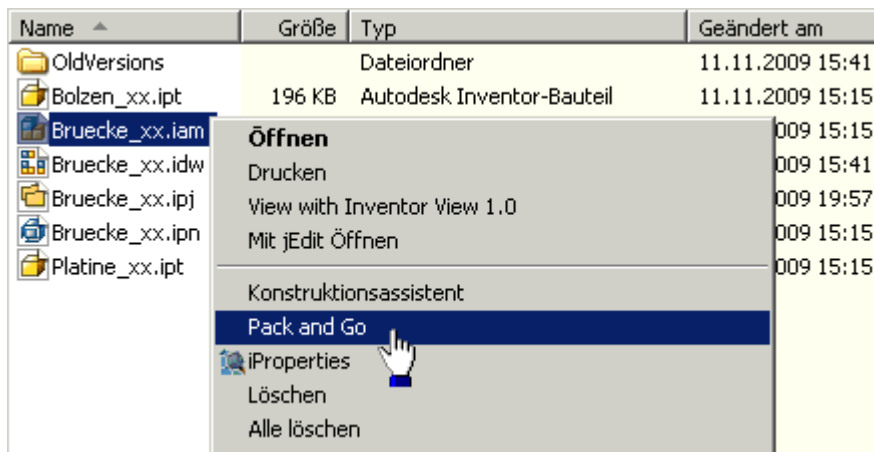 Name Größe Typ Geändert am
OldVersions Dateiordner 11.11.2009 15:41
Bolzen_xx.ipt 196 KB Autodesk Inventor-Bauteil 11.11.2009 15:15
Bruecke_xx.iam 009 15:15
Öffnen
Bruecke_xx.idw 009 15:41
Drucken
Bruecke_xx.ipj 009 19:57
View with Inventor View 1.0
Bruecke_xx.ipn 009 15:15
Mit jEdit Öffnen
Platine_xx.ipt 009 15:15
Konstruktionsassistent
Pack and Go
iProperties
Löschen
Alle löschen